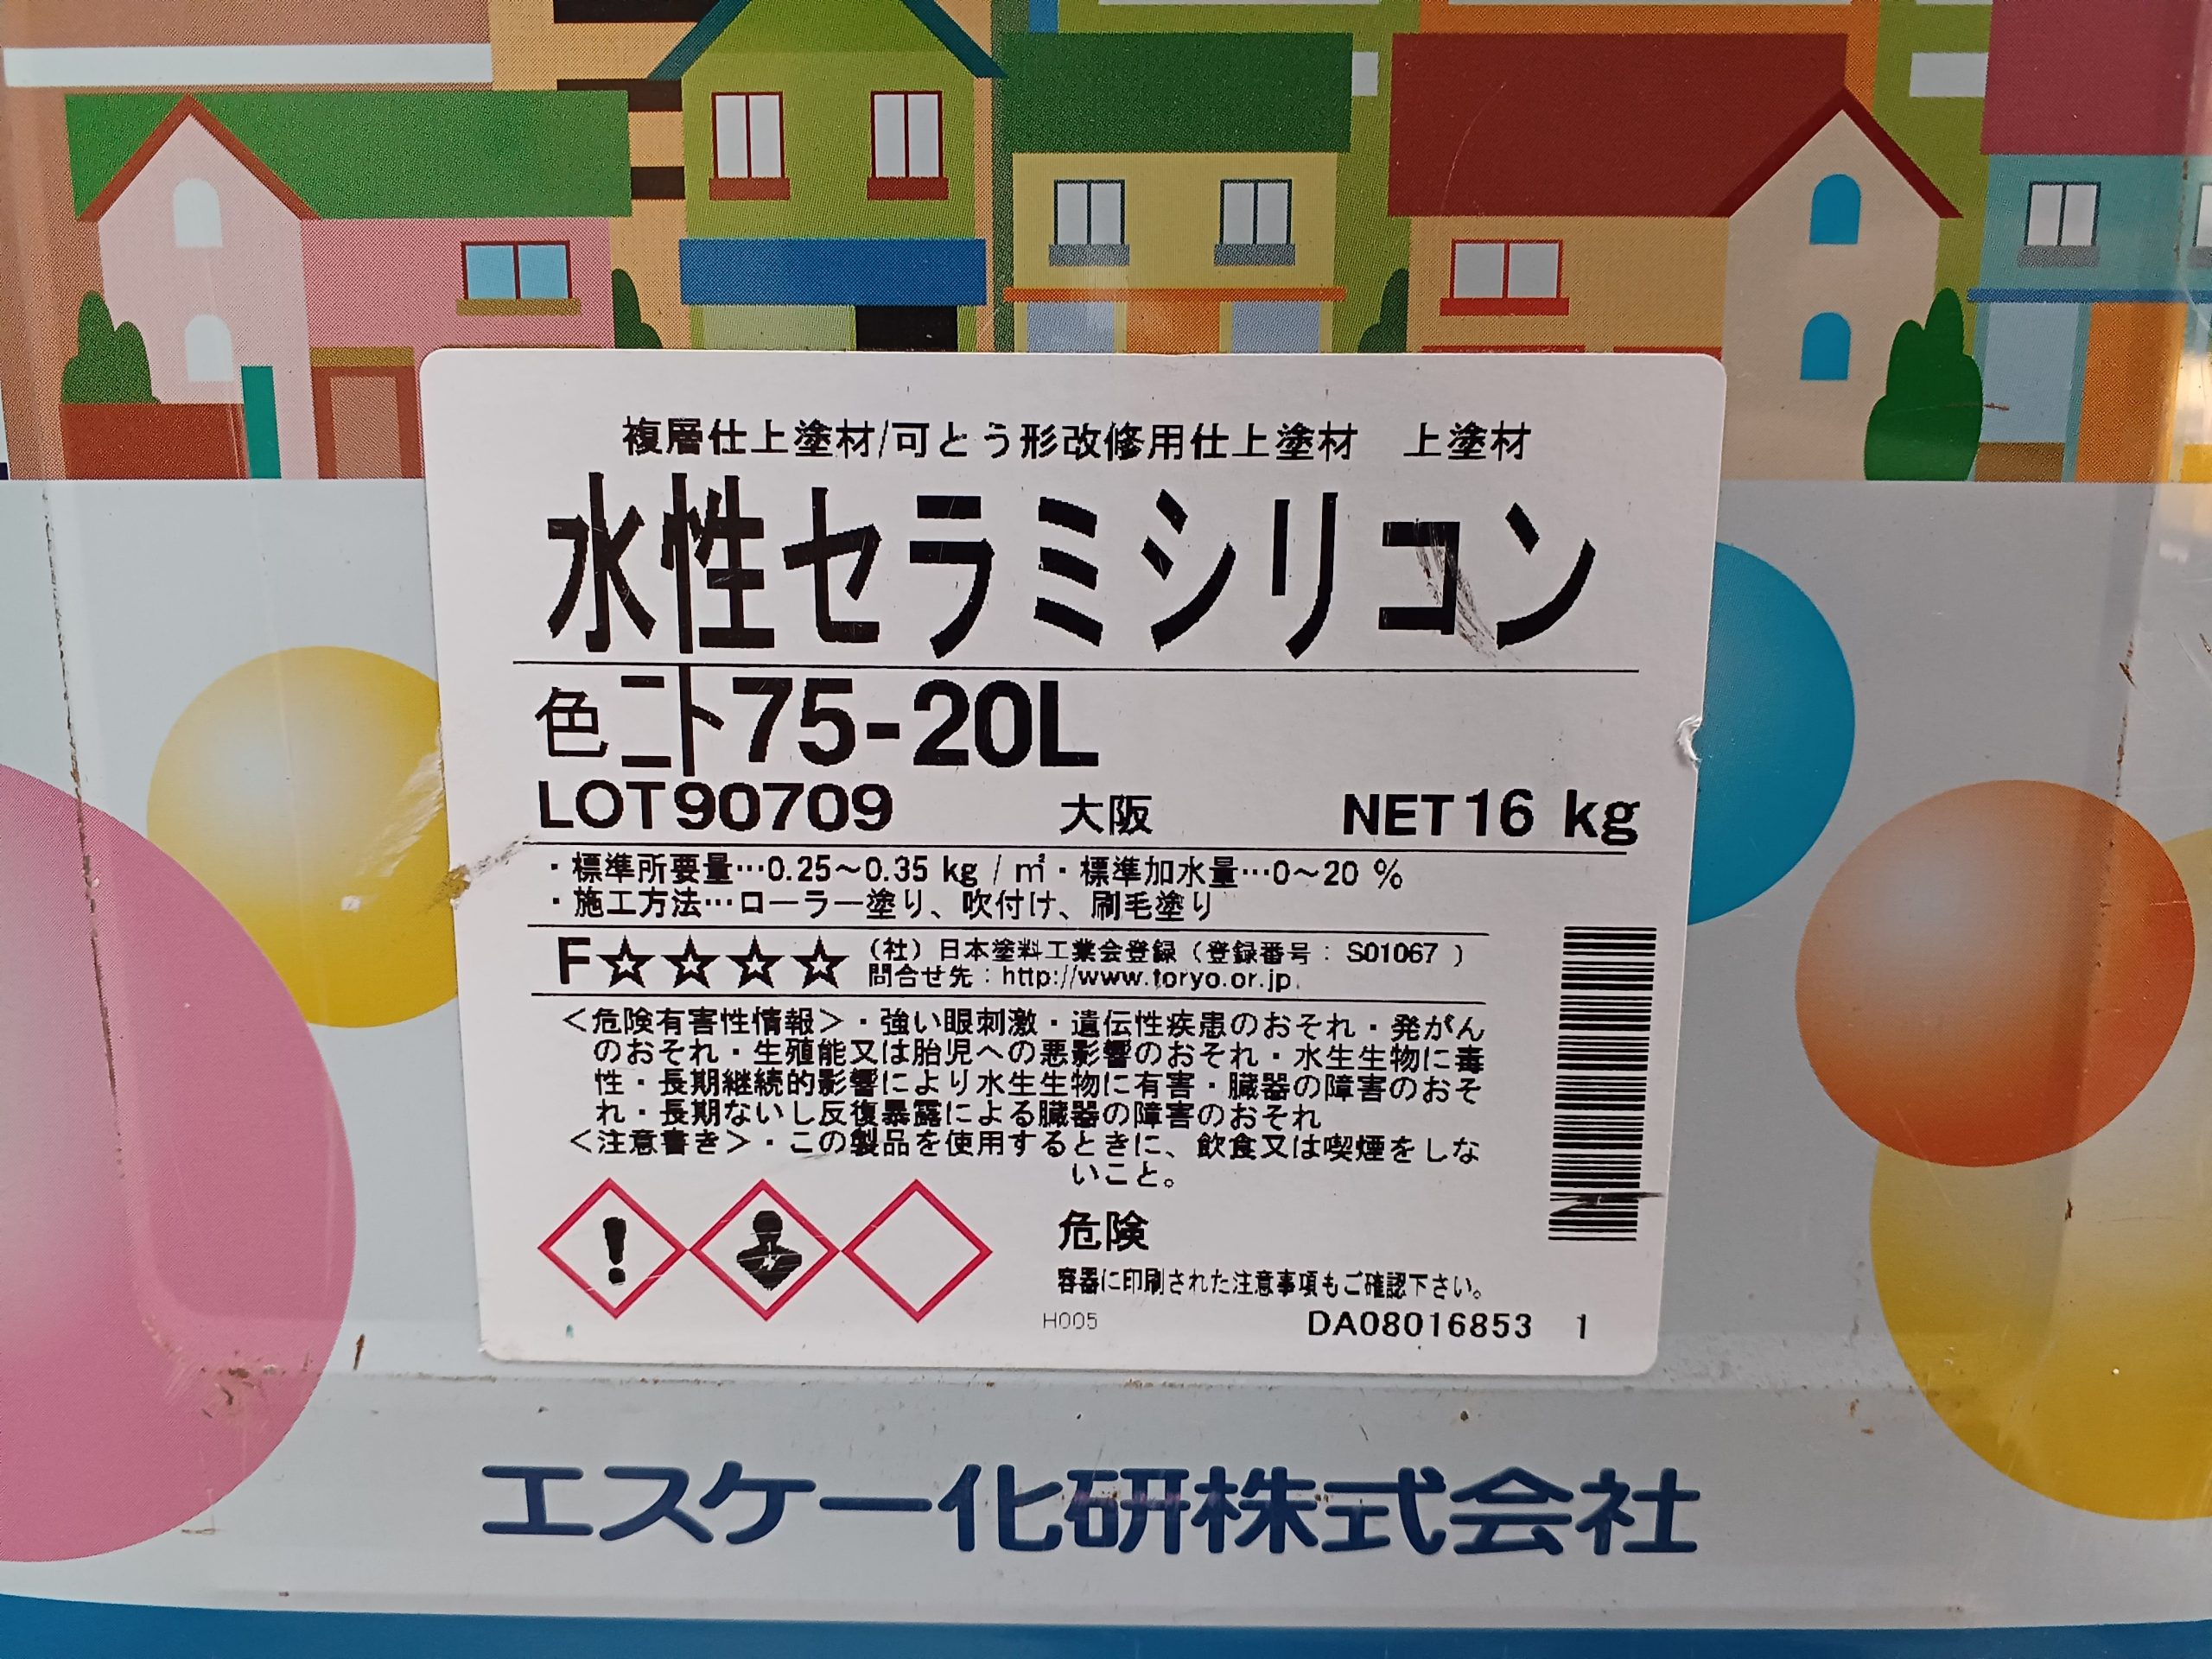 複層仕上塗材/可とう形改修用仕上塗材　上塗材
水性セラミシリコン
色 ニト75-20L
LOT90709 大阪 NET16 kg
・標準所要量…0.25～0.35 kg / ㎡・標準加水量…0～20 %
・施工方法…ローラー塗り、吹付け、刷毛塗り
F☆☆☆☆ （社）日本塗料工業会登録（登録番号：S01067 ）
問合せ先：http://www.toryo.or.jp
＜危険有害性情報＞・強い眼刺激・遺伝性疾患のおそれ・発がん
のおそれ・生殖能又は胎児への悪影響のおそれ・水生生物に毒
性・長期継続的影響により水生生物に有害・臓器の障害のおそ
れ・長期ないし反復暴露による臓器の障害のおそれ
＜注意書き＞・この製品を使用するときに、飲食又は喫煙をしな
いこと。
危険
容器に印刷された注意事項もご確認下さい。
H005 DA08016853 1
エスケー化研株式会社